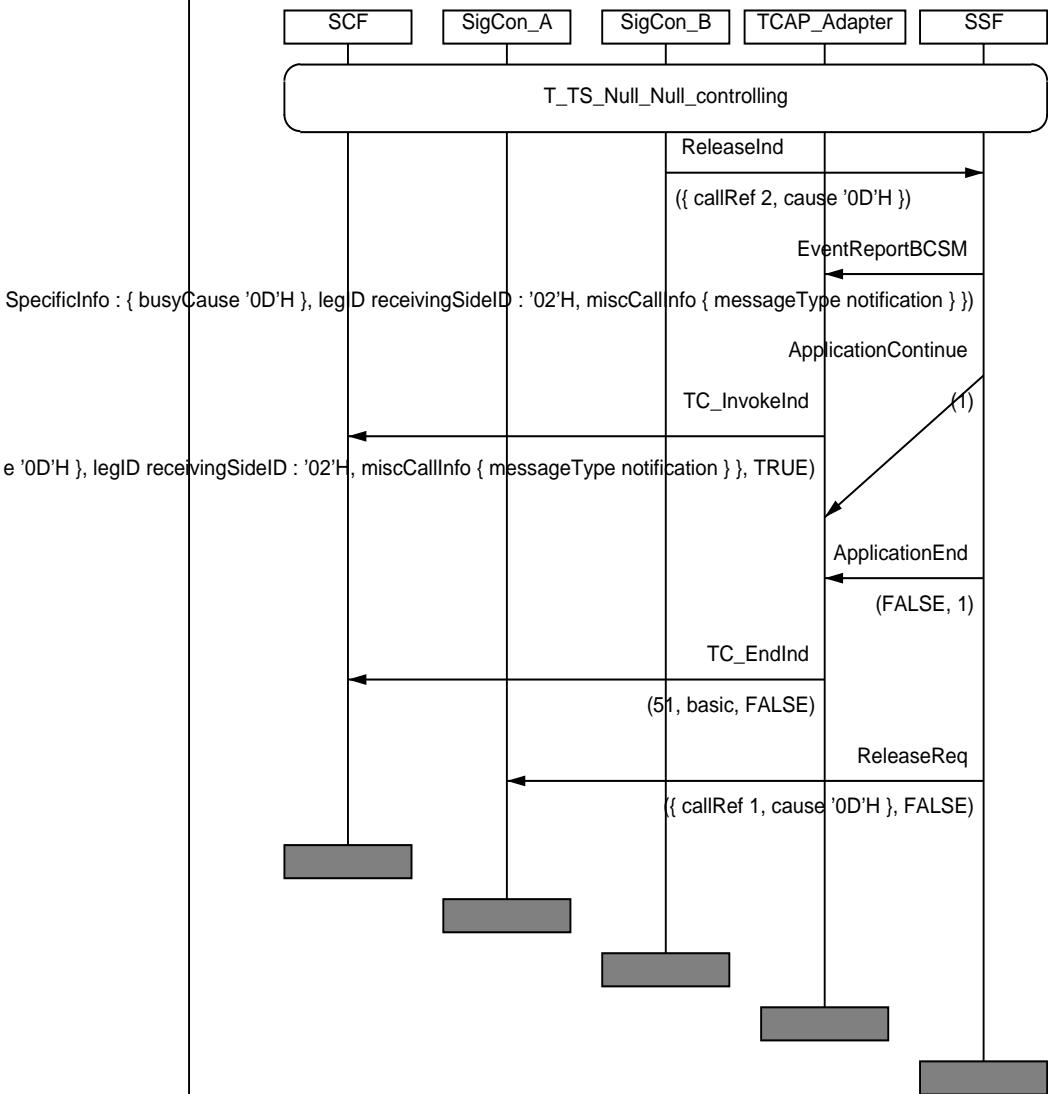 SCF SigCon_A SigCon_B TCAP_Adapter SSF
T_TS_Null_Null_controlling
ReleaseInd
({ callRef 2, cause '0D'H })
EventReportBCSM
SpecificInfo : { busyCause '0D'H }, legID receivingSideID : '02'H, miscCallInfo { messageType notification } })
ApplicationContinue
TC_InvokeInd
(1)
e '0D'H }, legID receivingSideID : '02'H, miscCallInfo { messageType notification } }, TRUE)
ApplicationEnd
(FALSE, 1)
TC_EndInd
(51, basic, FALSE)
ReleaseReq
({ callRef 1, cause '0D'H }, FALSE)